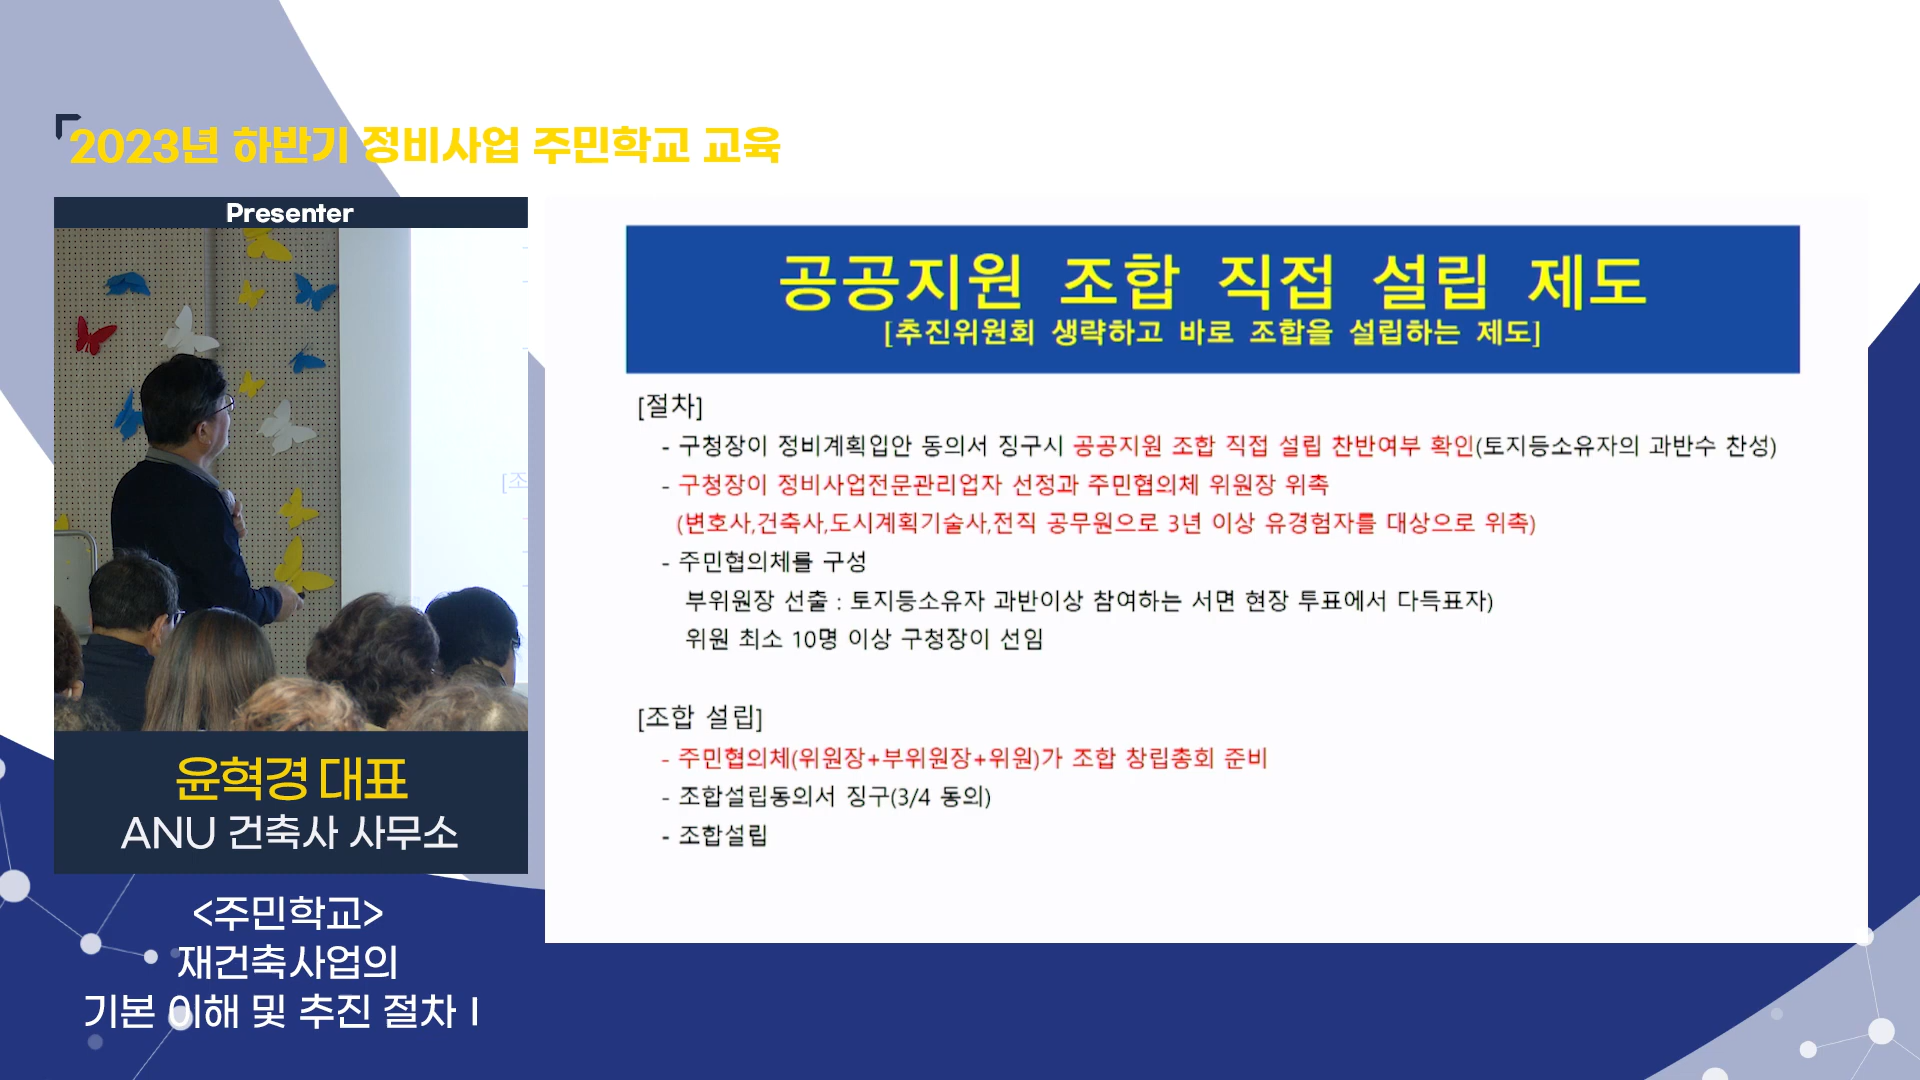 2023년 하반기 정비사업 주민학교 교육
Presenter
윤혁경 대표
ANU 건축사 사무소
<주민학교>
재건축사업의
기본 이해 및 추진 절차 I
공공지원 조합 직접 설립 제도
[추진위원회 생략하고 바로 조합을 설립하는 제도]
[절차]
- 구청장이 정비계획입안 동의서 징구시 공공지원 조합 직접 설립 찬반여부 확인(토지등소유자의 과반수 찬성)
- 구청장이 정비사업전문관리업자 선정과 주민협의체 위원장 위촉
(변호사,건축사,도시계획기술사,전직 공무원으로 3년 이상 유경험자를 대상으로 위촉)
- 주민협의체를 구성
부위원장 선출 : 토지등소유자 과반이상 참여하는 서면 현장 투표에서 다득표자)
위원 최소 10명 이상 구청장이 선임
[조합 설립]
- 주민협의체(위원장+부위원장+위원)가 조합 창립총회 준비
- 조합설립동의서 징구(3/4 동의)
- 조합설립
[조